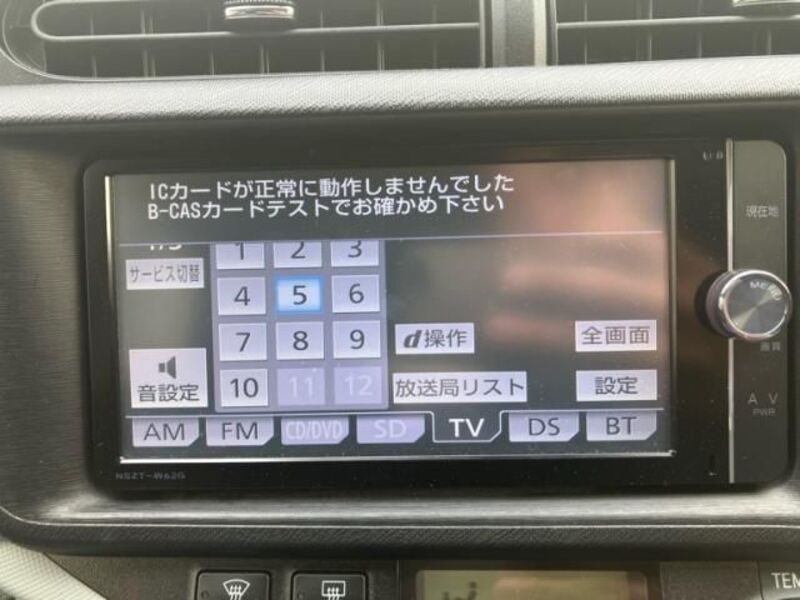 ICカードが正常に動作しませんでした
B-CASカードテストでお確かめ下さい
1 2 3
サービス切替
4 5 6
現在地
MENU
7 8 9
d操作
全画面
画質
音設定
10 11 12
放送局リスト
設定
A V
PWR
AM FM CD/DVD SD TV DS BT
NSZT-W62G
TEM